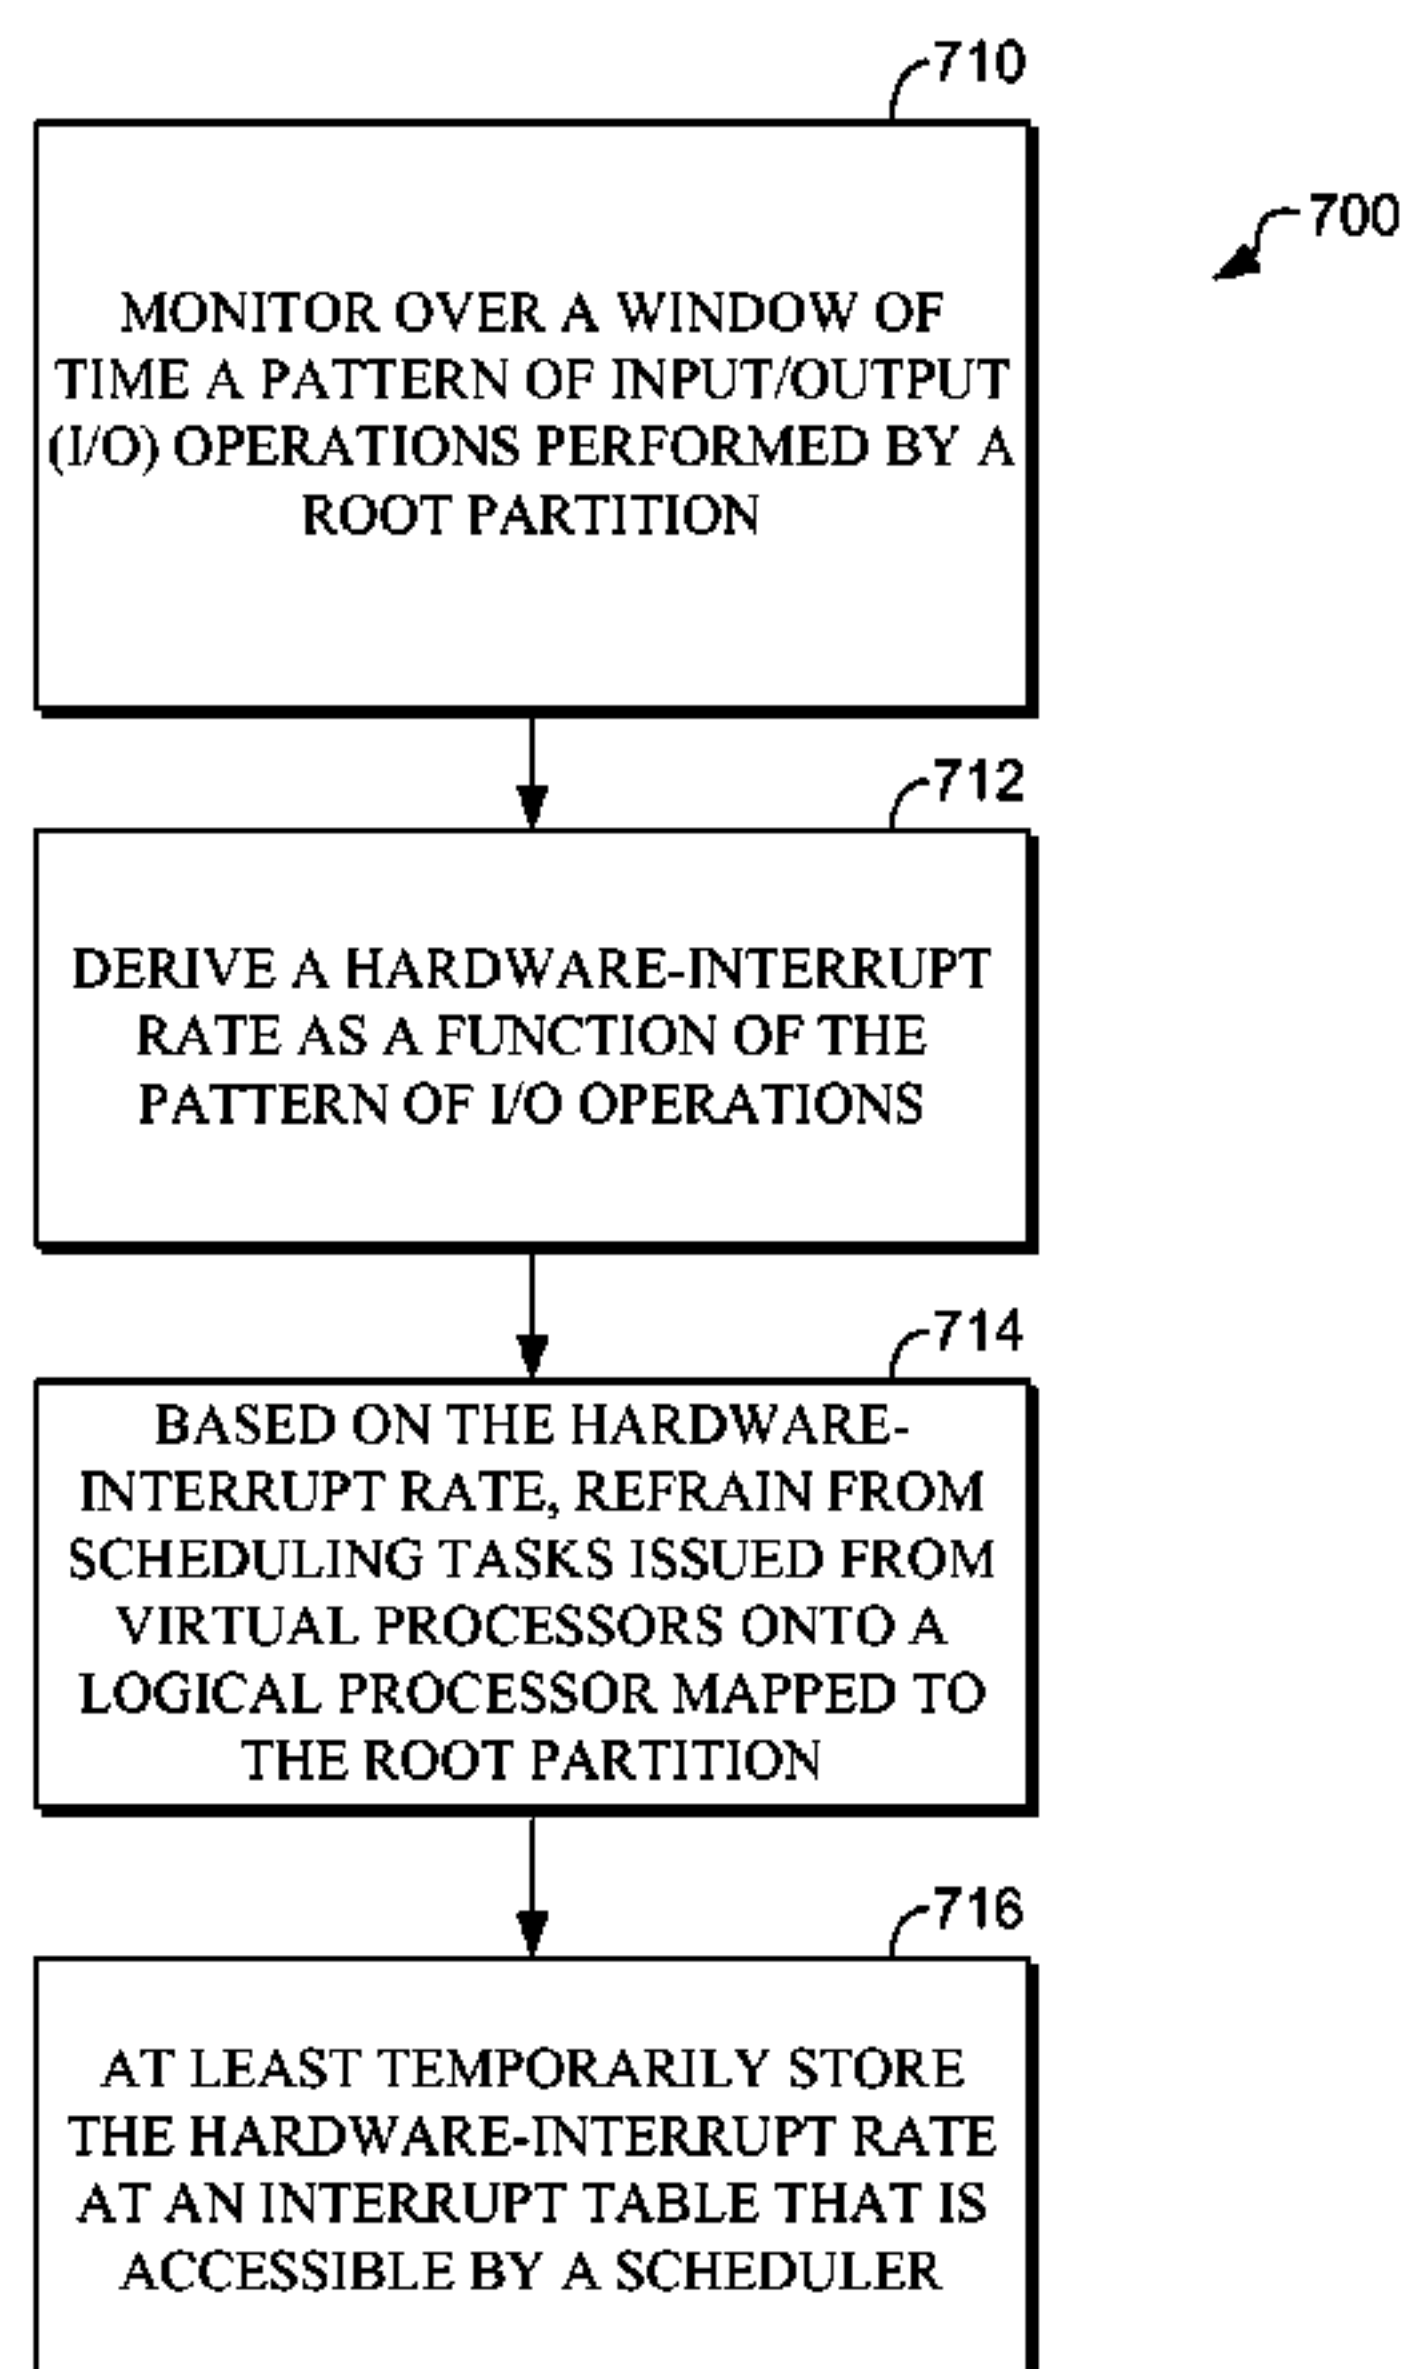 710
700
MONITOR OVER A WINDOW OF
TIME A PATTERN OF INPUT/OUTPUT
(I/O) OPERATIONS PERFORMED BY A
ROOT PARTITION
712
DERIVE A HARDWARE-INTERRUPT
RATE AS A FUNCTION OF THE
PATTERN OF I/O OPERATIONS
714
BASED ON THE HARDWARE-
INTERRUPT RATE, REFRAIN FROM
SCHEDULING TASKS ISSUED FROM
VIRTUAL PROCESSORS ONTO A
LOGICAL PROCESSOR MAPPED TO
THE ROOT PARTITION
716
AT LEAST TEMPORARILY STORE
THE HARDWARE-INTERRUPT RATE
AT AN INTERRUPT TABLE THAT IS
ACCESSIBLE BY A SCHEDULER